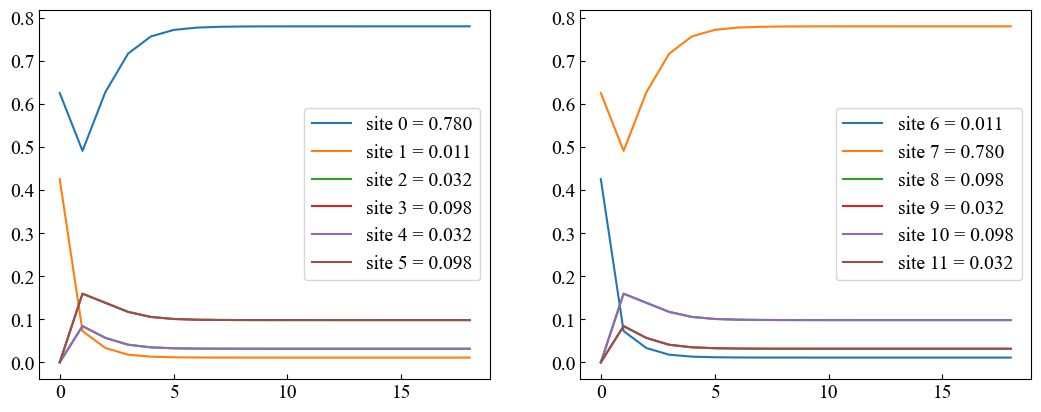 0.8
0.7
0.6
0.5
0.4
0.3
0.2
0.1
0.0
0 5 10 15
site 0 = 0.780
site 1 = 0.011
site 2 = 0.032
site 3 = 0.098
site 4 = 0.032
site 5 = 0.098
0.8
0.7
0.6
0.5
0.4
0.3
0.2
0.1
0.0
0 5 10 15
site 6 = 0.011
site 7 = 0.780
site 8 = 0.098
site 9 = 0.032
site 10 = 0.098
site 11 = 0.032